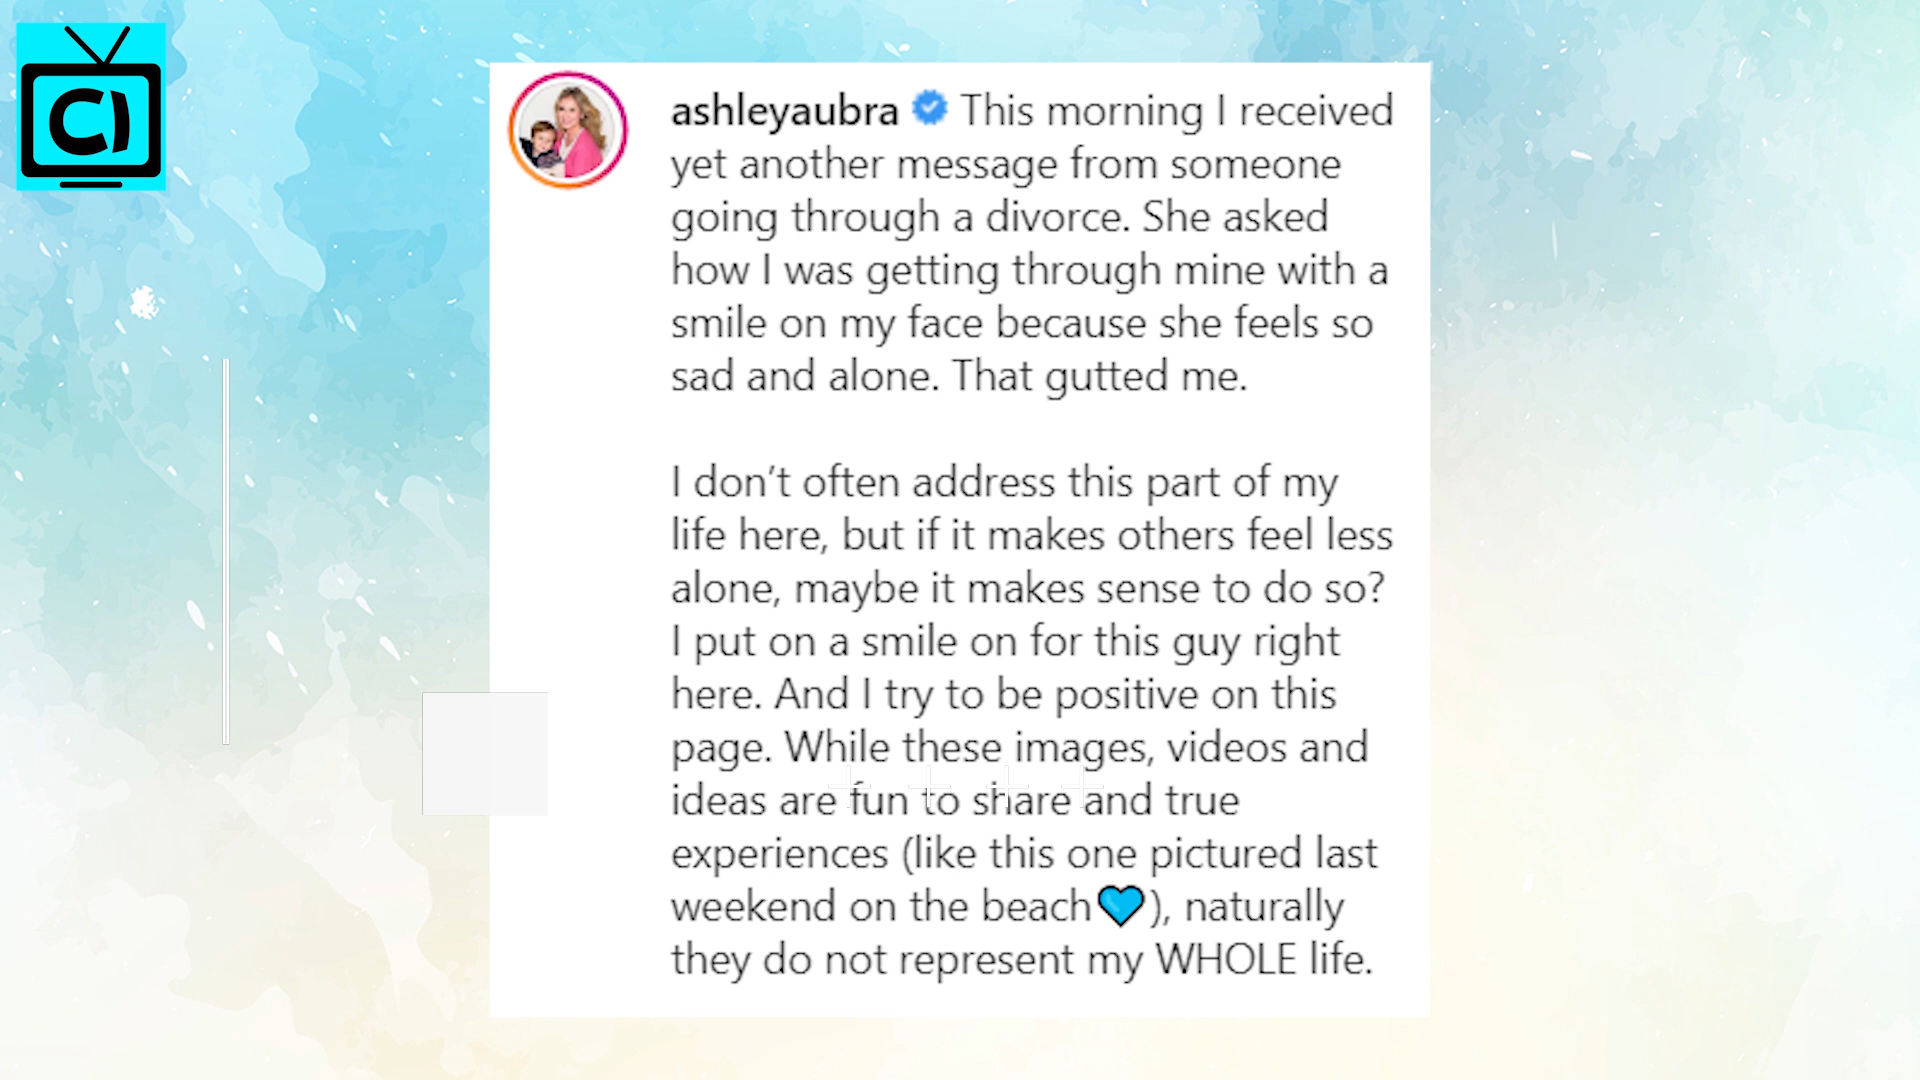 CJ
ashleyaubra This morning I received
yet another message from someone
going through a divorce. She asked
how I was getting through mine with a
smile on my face because she feels so
sad and alone. That gutted me.
I don’t often address this part of my
life here, but if it makes others feel less
alone, maybe it makes sense to do so?
I put on a smile on for this guy right
here. And I try to be positive on this
page. While these images, videos and
ideas are fun to share and true
experiences (like this one pictured last
weekend on the beach💙), naturally
they do not represent my WHOLE life.